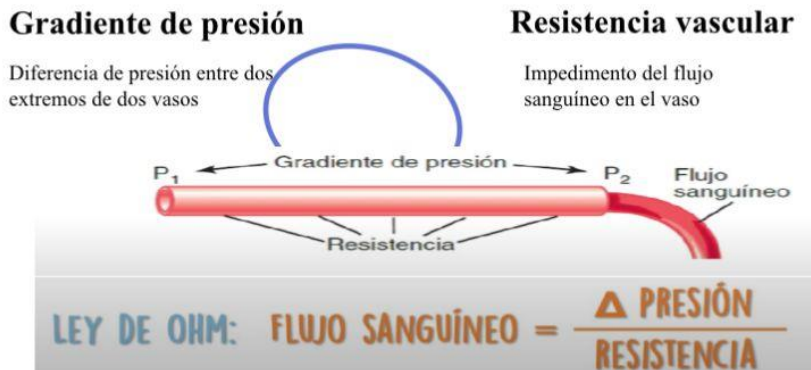 Gradiente de presión
Diferencia de presión entre dos
extremos de dos vasos
Resistencia vascular
Impedimento del flujo
sanguíneo en el vaso
P1
Gradiente de presión
P2
Flujo
sanguíneo
Resistencia
LEY DE OHM: FLUJO SANGUÍNEO = Δ PRESIÓN
RESISTENCIA